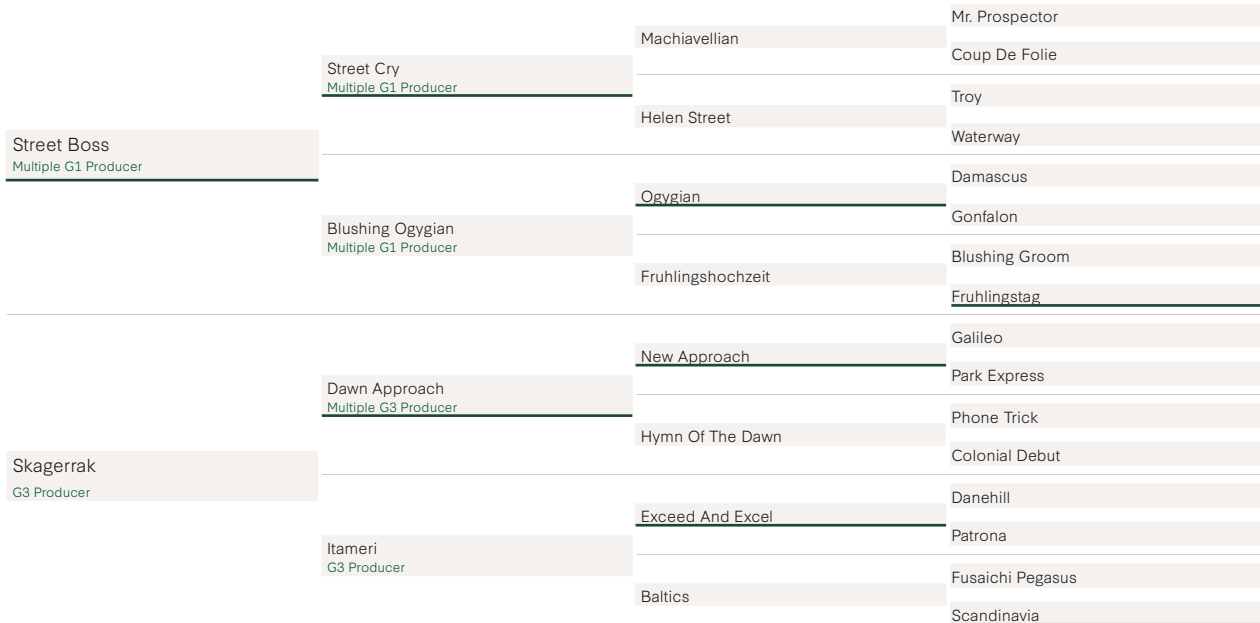 Street Boss
Multiple G1 Producer
Street Cry
Multiple G1 Producer
Machiavellian
Mr. Prospector
Coup De Folie
Helen Street
Troy
Waterway
Blushing Ogygian
Multiple G1 Producer
Ogygian
Damascus
Gonfalon
Fruhlingshochzeit
Blushing Groom
Fruhlingstag
Skagerrak
G3 Producer
Dawn Approach
Multiple G3 Producer
New Approach
Galileo
Park Express
Hymn Of The Dawn
Phone Trick
Colonial Debut
Itameri
G3 Producer
Exceed And Excel
Danehill
Patrona
Baltics
Fusaichi Pegasus
Scandinavia